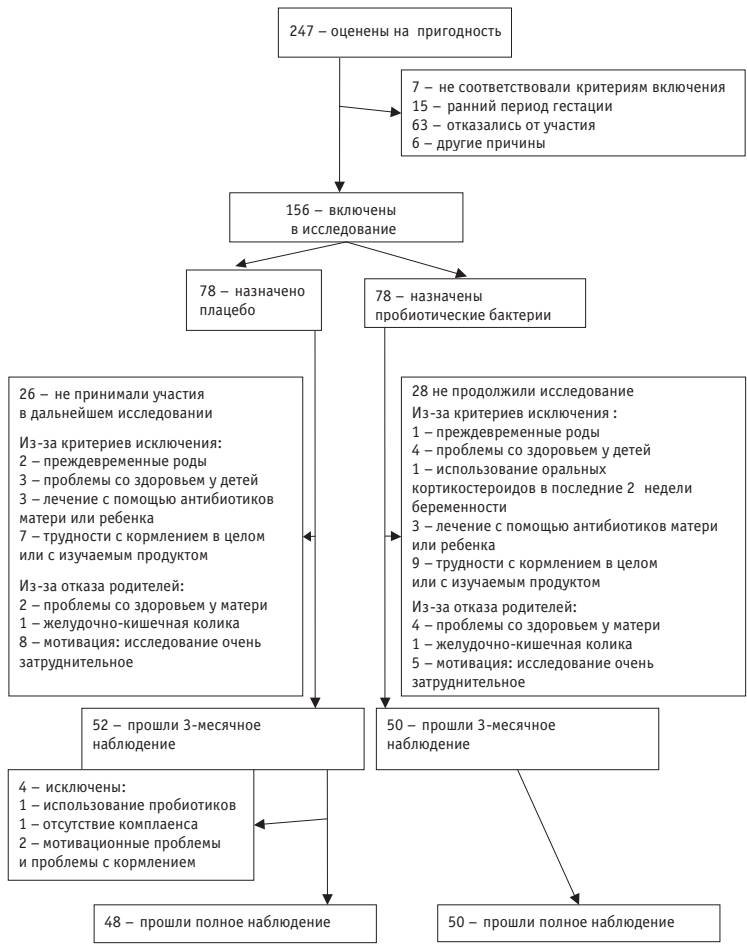 247 – оценены на пригодность
7 – не соответствовали критериям включения
15 – ранний период гестации
63 – отказались от участия
6 – другие причины
156 – включены
в исследование
78 – назначено
плацебо
78 – назначены
пробиотические бактерии
26 – не принимали участия
в дальнейшем исследовании
Из-за критериев исключения:
2 – преждевременные роды
3 – проблемы со здоровьем у детей
3 – лечение с помощью антибиотиков
матери или ребенка
7 – трудности с кормлением в целом
или с изучаемым продуктом
Из-за отказа родителей:
2 – проблемы со здоровьем у матери
1 – желудочно-кишечная колика
8 – мотивация: исследование очень
затруднительное
28 не продолжили исследование
Из-за критериев исключения :
1 – преждевременные роды
4 – проблемы со здоровьем у детей
1 – использование оральных
кортикостероидов в последние 2 недели
беременности
3 – лечение с помощью антибиотиков матери
или ребенка
9 – трудности с кормлением в целом
или с изучаемым продуктом
Из-за отказа родителей:
4 – проблемы со здоровьем у матери
1 – желудочно-кишечная колика
5 – мотивация: исследование очень
затруднительное
52 – прошли 3-месячное
наблюдение
50 – прошли 3-месячное
наблюдение
4 – исключены:
1 – использование пробиотиков
1 – отсутствие комплаенса
2 – мотивационные проблемы
и проблемы с кормлением
48 – прошли полное наблюдение
50 – прошли полное наблюдение